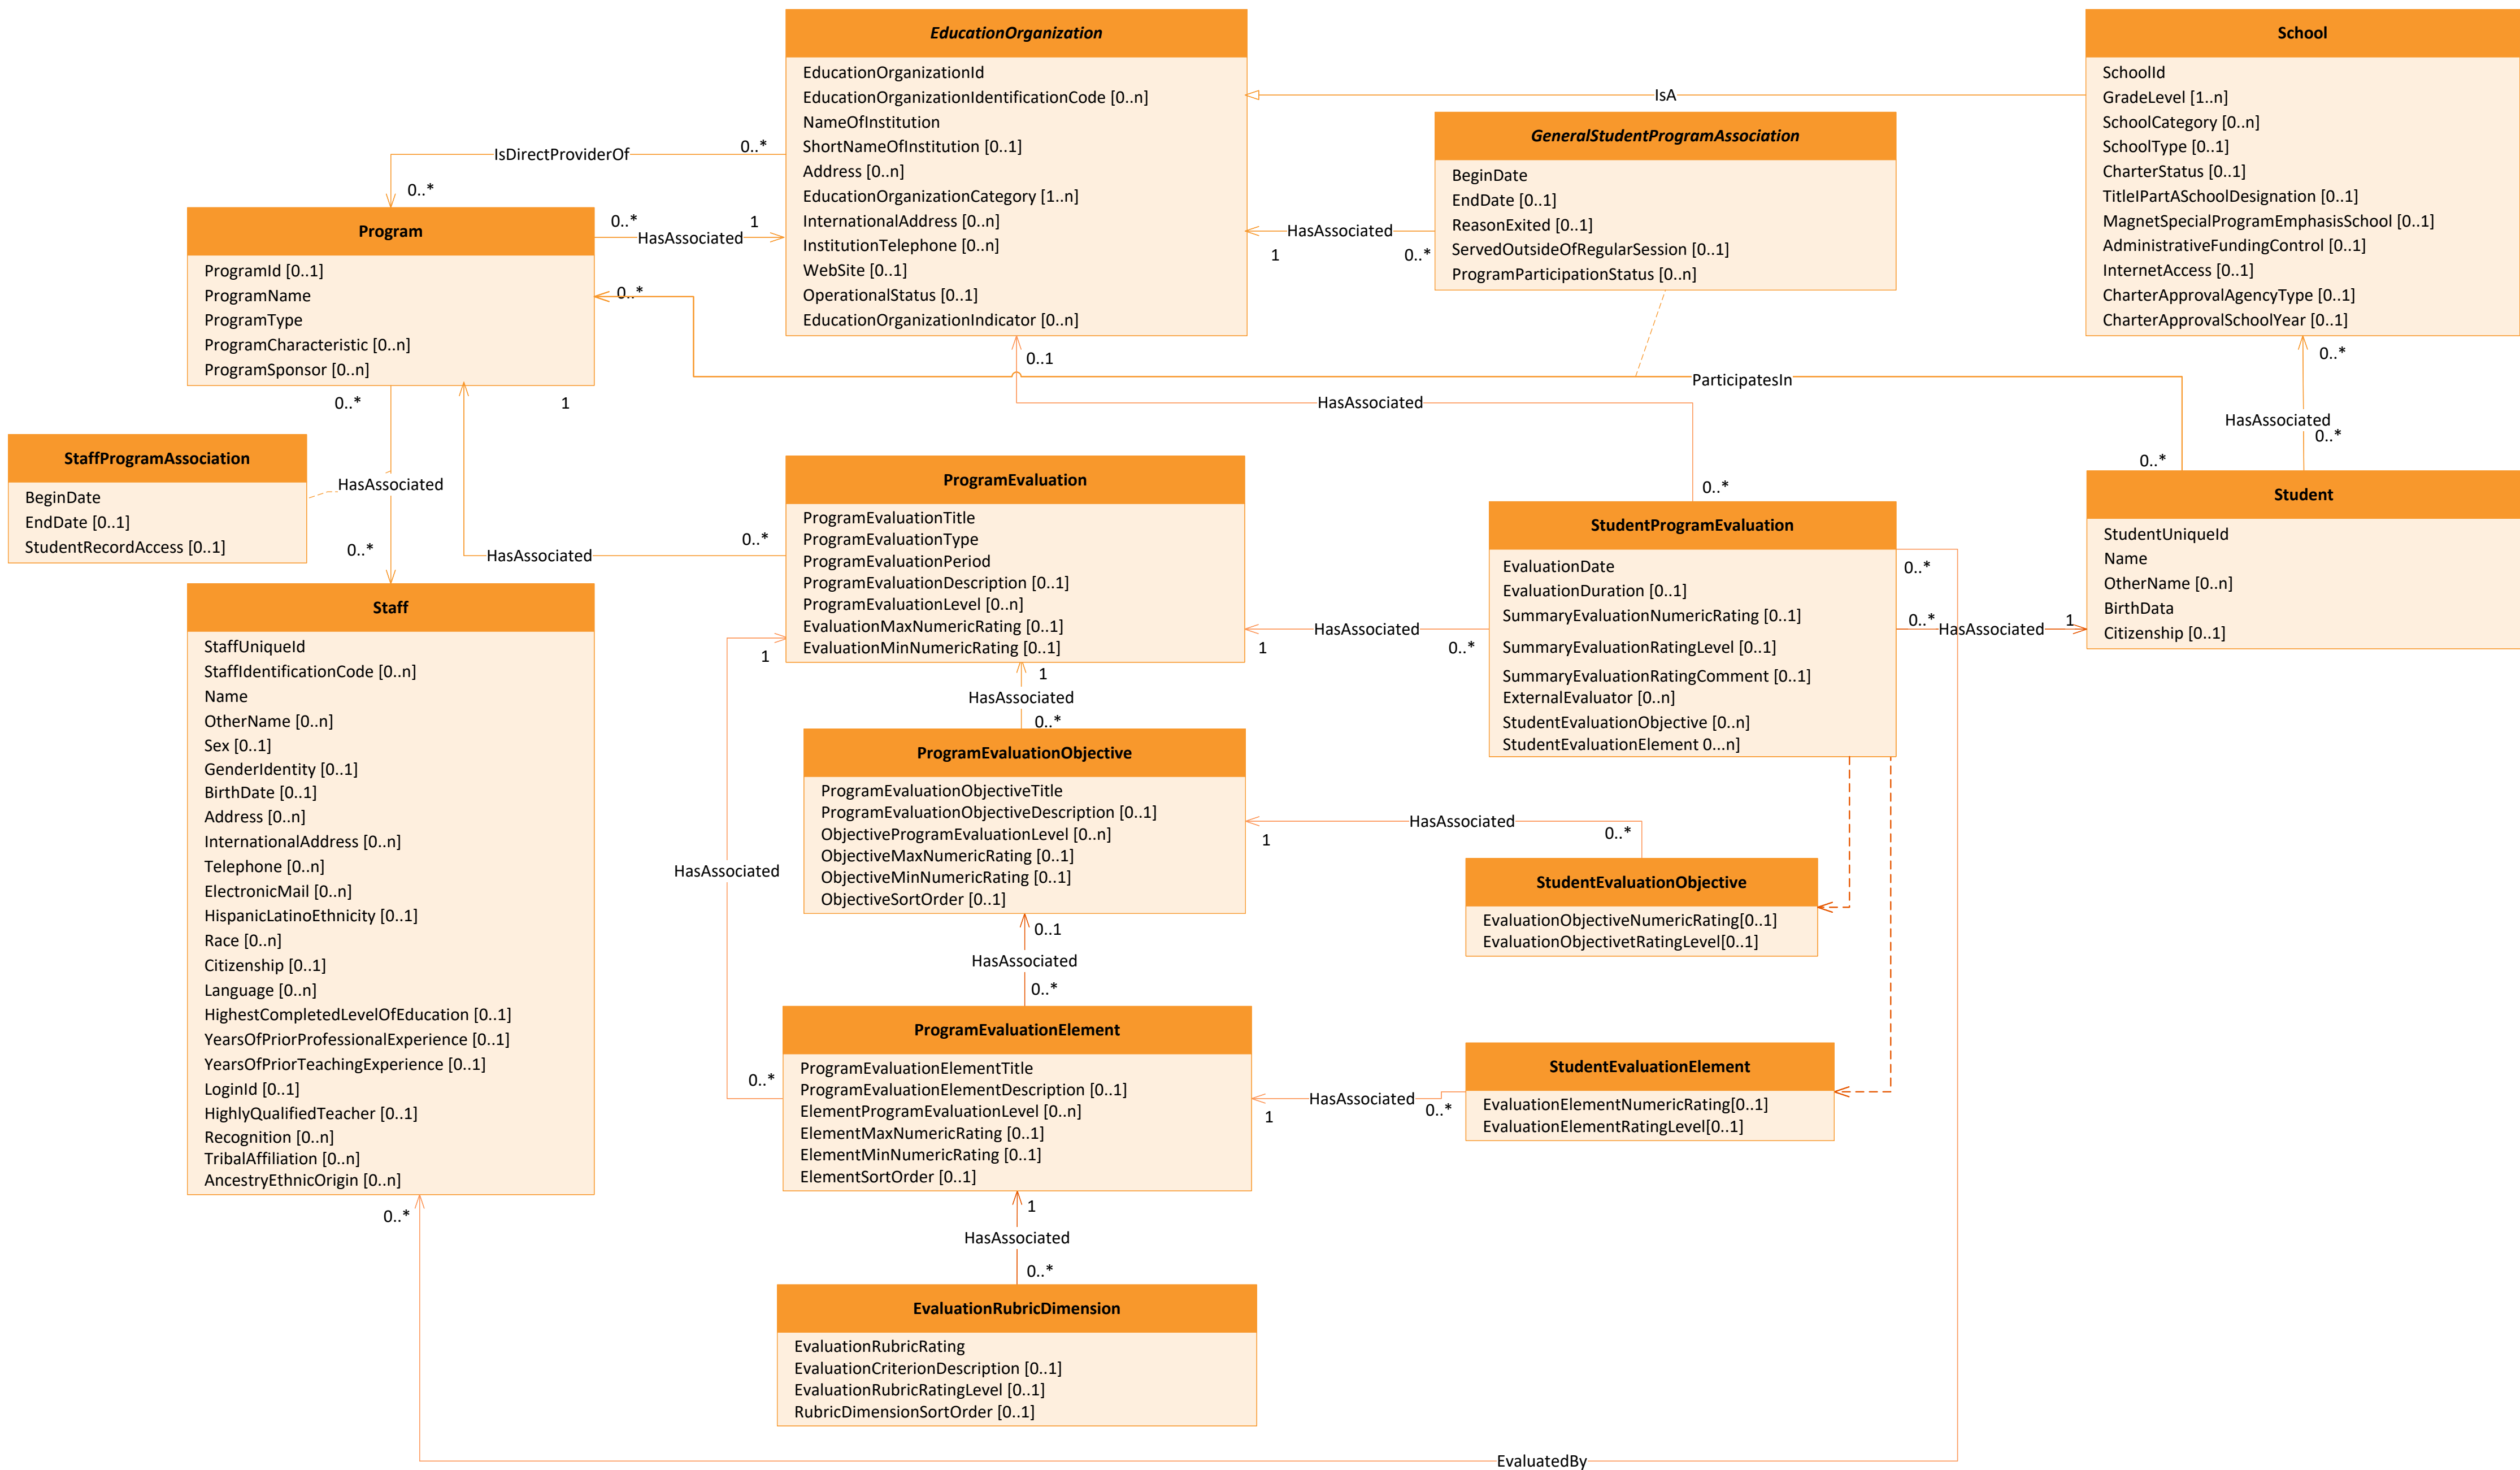 EducationOrganization
EducationOrganizationId
EducationOrganizationIdentificationCode [0..n]
NameOfInstitution
ShortNameOfInstitution [0..1]
Address [0..n]
EducationOrganizationCategory [1..n]
InternationalAddress [0..n]
InstitutionTelephone [0..n]
WebSite [0..1]
OperationalStatus [0..1]
EducationOrganizationIndicator [0..n]
School
SchoolId
GradeLevel [1..n]
SchoolCategory [0..n]
SchoolType [0..1]
CharterStatus [0..1]
TitleIPartASchoolDesignation [0..1]
MagnetSpecialProgramEmphasisSchool [0..1]
AdministrativeFundingControl [0..1]
InternetAccess [0..1]
CharterApprovalAgencyType [0..1]
CharterApprovalSchoolYear [0..1]
IsA
GeneralStudentProgramAssociation
BeginDate
EndDate [0..1]
ReasonExited [0..1]
ServedOutsideOfRegularSession [0..1]
ProgramParticipationStatus [0..n]
HasAssociated
1
0..*
IsDirectProviderOf
0..*
0..*
Program
ProgramId [0..1]
ProgramName
ProgramType
ProgramCharacteristic [0..n]
ProgramSponsor [0..n]
0..*
HasAssociated
1
0..*
ParticipatesIn
0..*
0..1
HasAssociated
0..*
0..*
HasAssociated
0..*
0..*
HasAssociated
0..*
1
HasAssociated
0..*
StaffProgramAssociation
BeginDate
EndDate [0..1]
StudentRecordAccess [0..1]
ProgramEvaluation
ProgramEvaluationTitle
ProgramEvaluationType
ProgramEvaluationPeriod
ProgramEvaluationDescription [0..1]
ProgramEvaluationLevel [0..n]
EvaluationMaxNumericRating [0..1]
EvaluationMinNumericRating [0..1]
StudentProgramEvaluation
EvaluationDate
EvaluationDuration [0..1]
SummaryEvaluationNumericRating [0..1]
SummaryEvaluationRatingLevel [0..1]
SummaryEvaluationRatingComment [0..1]
ExternalEvaluator [0..n]
StudentEvaluationObjective [0..n]
StudentEvaluationElement 0...n]
Student
StudentUniqueId
Name
OtherName [0..n]
BirthData
Citizenship [0..1]
0..*
0..*
HasAssociated
1
HasAssociated
1
0..*
Staff
StaffUniqueId
StaffIdentificationCode [0..n]
Name
OtherName [0..n]
Sex [0..1]
GenderIdentity [0..1]
BirthDate [0..1]
Address [0..n]
InternationalAddress [0..n]
Telephone [0..n]
ElectronicMail [0..n]
HispanicLatinoEthnicity [0..1]
Race [0..n]
Citizenship [0..1]
Language [0..n]
HighestCompletedLevelOfEducation [0..1]
YearsOfPriorProfessionalExperience [0..1]
YearsOfPriorTeachingExperience [0..1]
LoginId [0..1]
HighlyQualifiedTeacher [0..1]
Recognition [0..n]
TribalAffiliation [0..n]
AncestryEthnicOrigin [0..n]
0..*
1
HasAssociated
0..*
1
HasAssociated
0..*
ProgramEvaluationObjective
ProgramEvaluationObjectiveTitle
ProgramEvaluationObjectiveDescription [0..1]
ObjectiveProgramEvaluationLevel [0..n]
ObjectiveMaxNumericRating [0..1]
ObjectiveMinNumericRating [0..1]
ObjectiveSortOrder [0..1]
HasAssociated
1
0..*
StudentEvaluationObjective
EvaluationObjectiveNumericRating[0..1]
EvaluationObjectivetRatingLevel[0..1]
0..1
HasAssociated
0..*
ProgramEvaluationElement
ProgramEvaluationElementTitle
ProgramEvaluationElementDescription [0..1]
ElementProgramEvaluationLevel [0..n]
ElementMaxNumericRating [0..1]
ElementMinNumericRating [0..1]
ElementSortOrder [0..1]
HasAssociated
1
0..*
StudentEvaluationElement
EvaluationElementNumericRating[0..1]
EvaluationElementRatingLevel[0..1]
1
HasAssociated
0..*
EvaluationRubricDimension
EvaluationRubricRating
EvaluationCriterionDescription [0..1]
EvaluationRubricRatingLevel [0..1]
RubricDimensionSortOrder [0..1]
EvaluatedBy